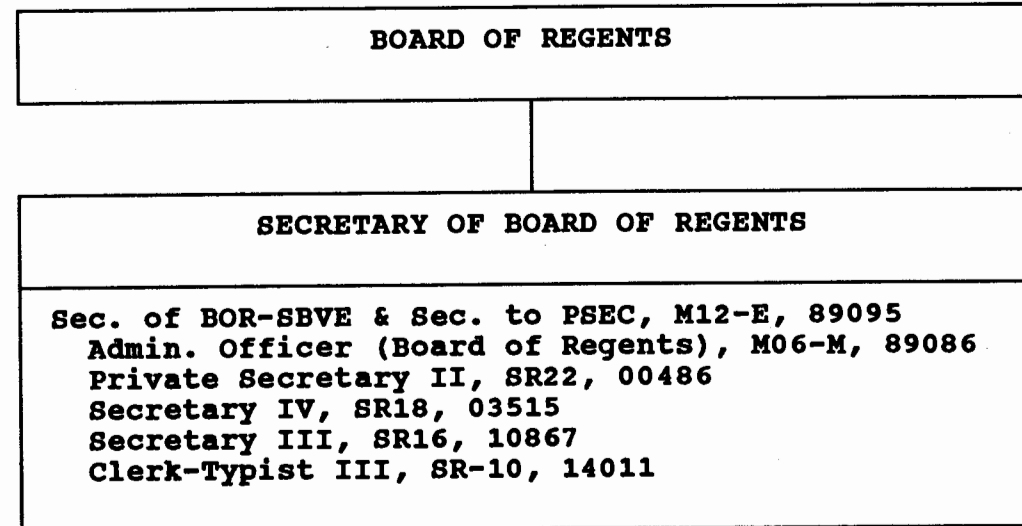 BOARD OF REGENTS
SECRETARY OF BOARD OF REGENTS
Sec. of BOR-SBVE & Sec. to PSEC, M12-E, 89095
Admin. Officer (Board of Regents), M06-M, 89086
Private Secretary II, SR22, 00486
Secretary IV, SR18, 03515
Secretary III, SR16, 10867
Clerk-Typist III, SR-10, 14011